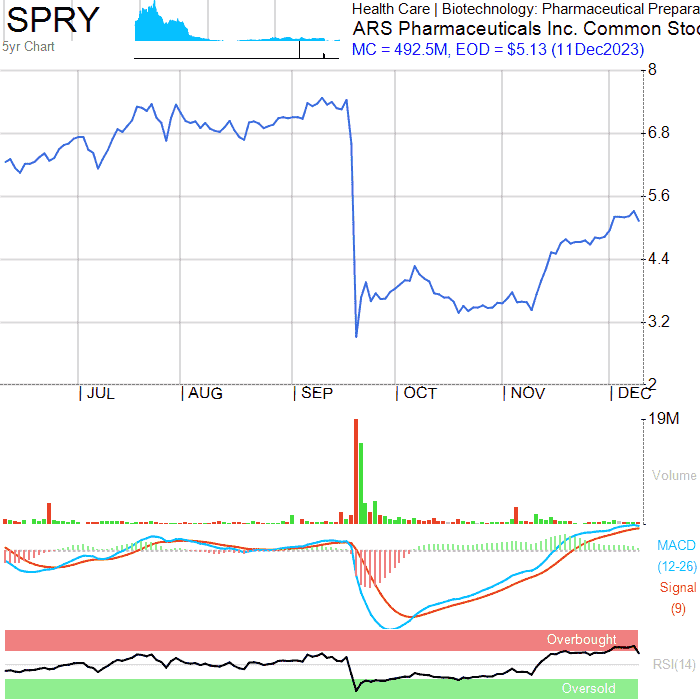 SPRY
5yr Chart
Health Care | Biotechnology: Pharmaceutical Prepara
ARS Pharmaceuticals Inc. Common Stoc
MC = 492.5M, EOD = $5.13 (11Dec2023)
8
6.8
5.6
4.4
3.2
2
JUL AUG SEP OCT NOV DEC
19M
Volume
MACD
(12-26)
Signal
(9)
Overbought
RSI(14)
Oversold